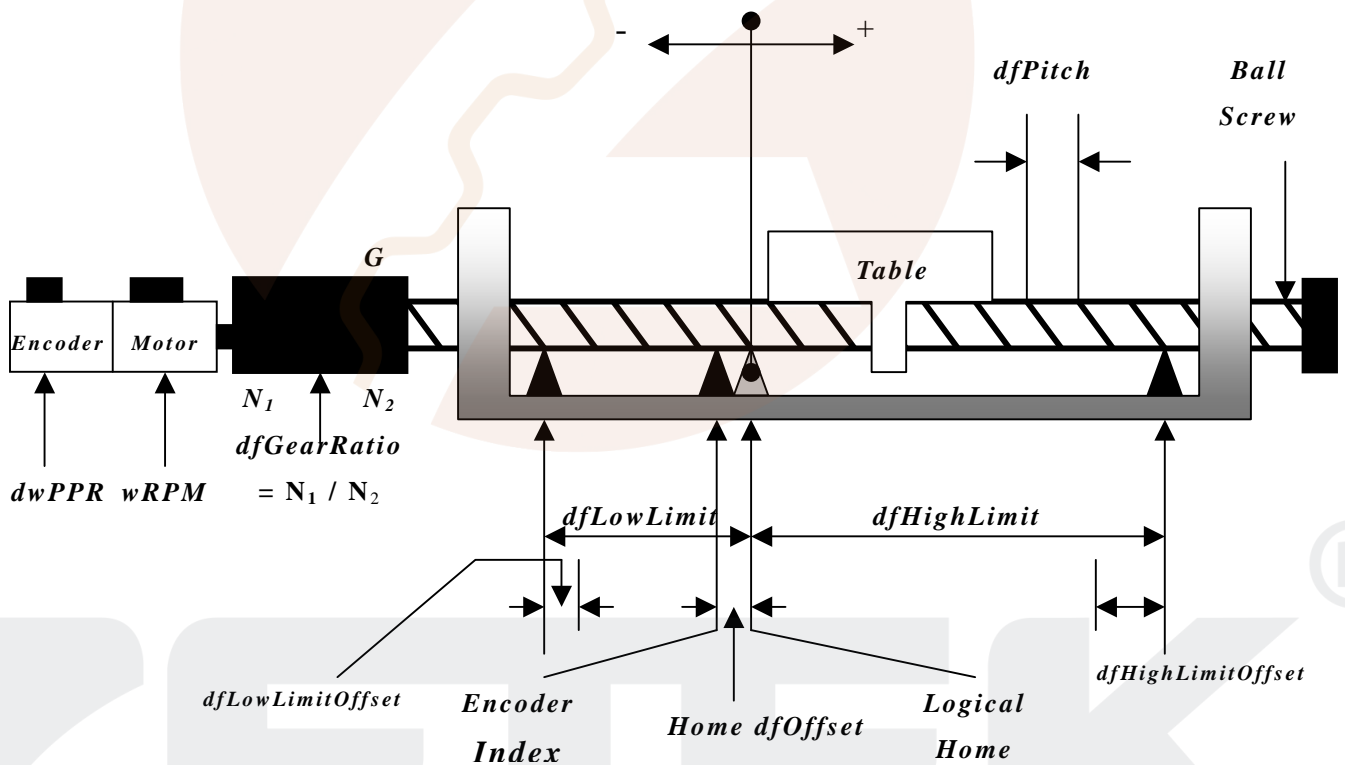 - +
dfPitch
Ball
Screw
G
Table
Encoder Motor
N₁ N₂
dfGearRatio
= N₁ / N₂
dwPPR wRPM
dfLowLimit dfHighLimit
dfLowLimitOffset
dfHighLimitOffset
Encoder
Index
Home dfOffset
Logical
Home